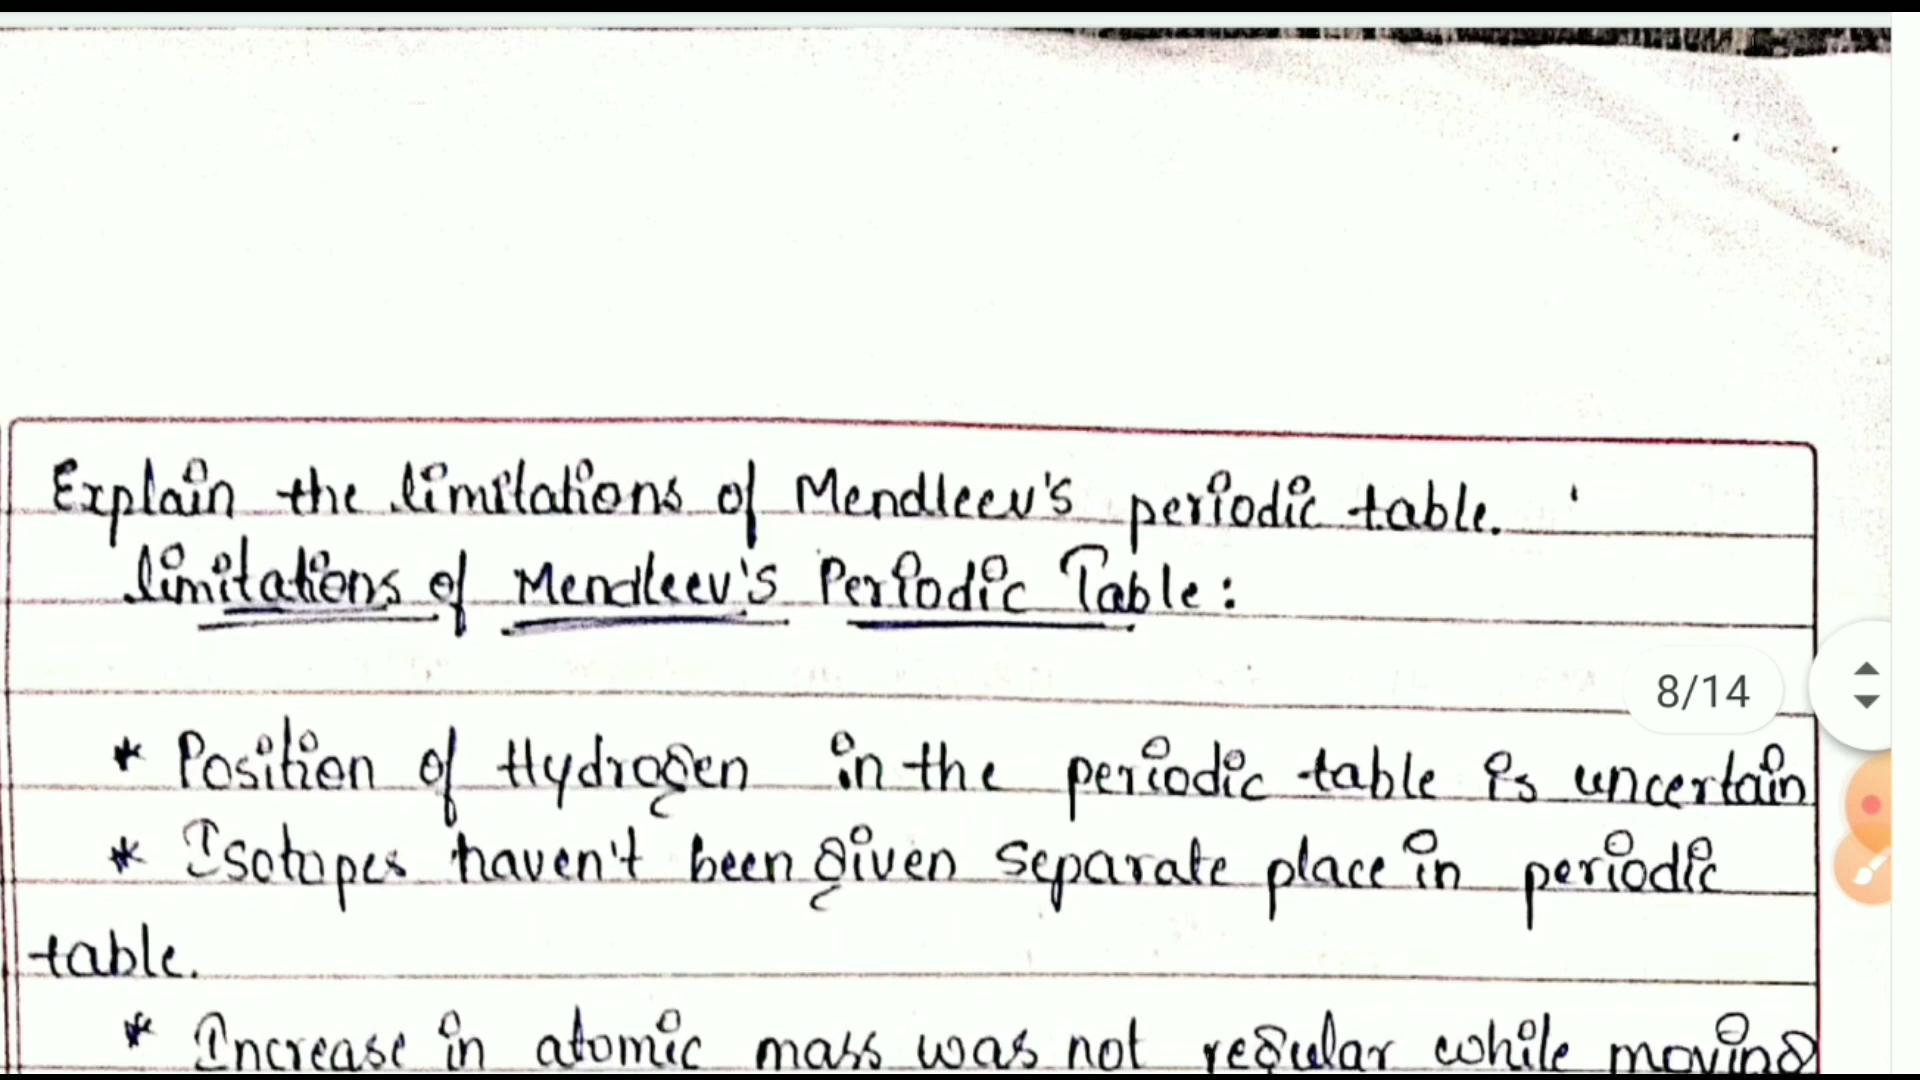 Explain the limitations of Mendleev's periodic table.
limitations of Mendleev's Periodic Table:
8/14
* Position of Hydrogen in the periodic table is uncertain
* Isotopes haven't been given separate place in periodic
table.
* Increase in atomic mass was not regular while moving